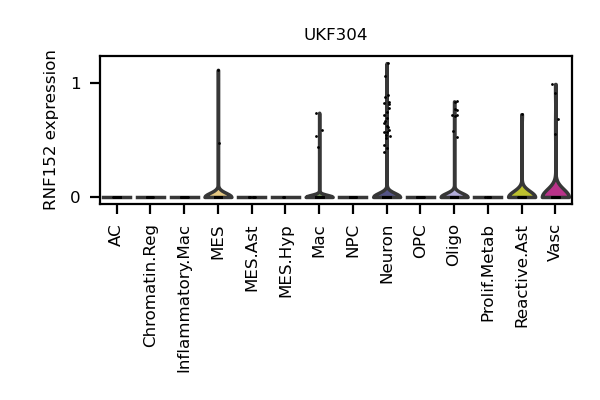 UKF304
RNF152 expression
1
0
AC
Chromatin.Reg
Inflammatory.Mac
MES
MES.Ast
MES.Hyp
Mac
NPC
Neuron
OPC
Oligo
Prolif.Metab
Reactive.Ast
Vasc